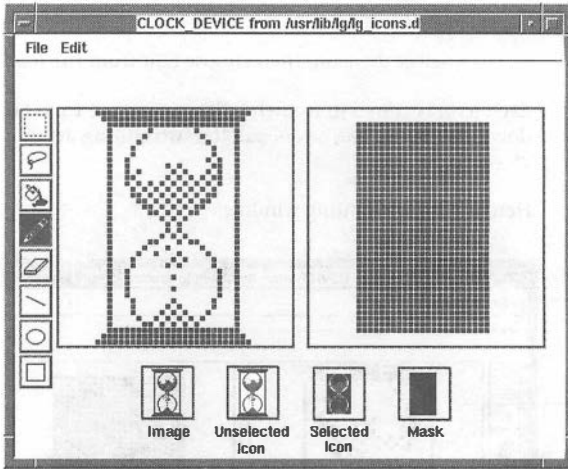 CLOCK_DEVICE from /usr/lib/lg/lg_icons.d
File Edit
Image Unselected Icon Selected Icon Mask